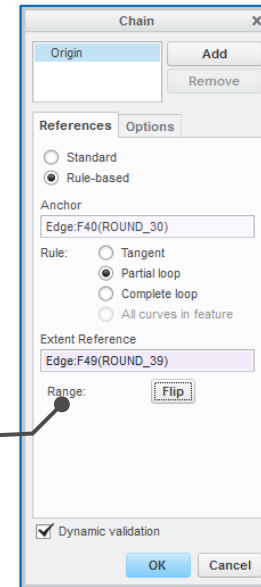 Chain x
Origin
Add
Remove
References Options
Standard
Rule-based
Anchor
Edge:F40(ROUND_30)
Rule: Tangent
Partial loop
Complete loop
All curves in feature
Extent Reference
Edge:F49(ROUND_39)
Range: Flip
Dynamic validation
OK Cancel